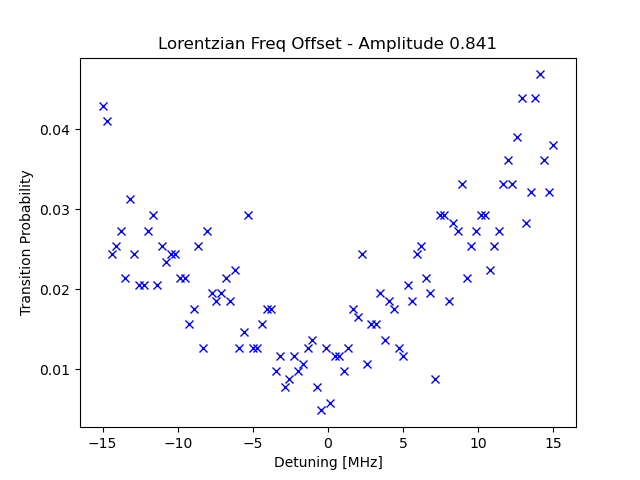 Lorentzian Freq Offset - Amplitude 0.841
Transition Probability
0.04
0.03
0.02
0.01
−15 −10 −5 0 5 10 15
Detuning [MHz]